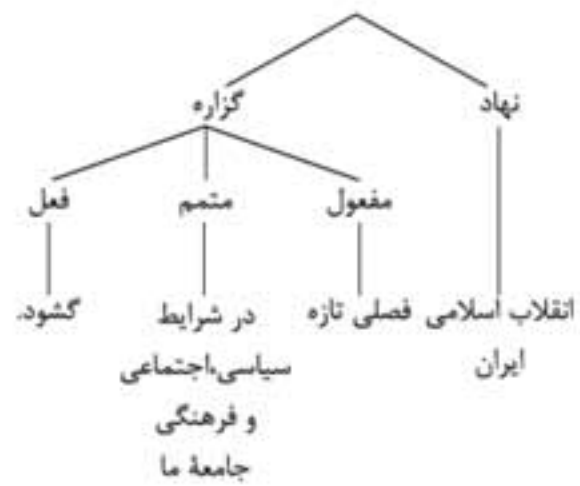 نهاد
گزاره
مفعول
متمم
فعل
انقلاب اسلامی
ایران
فصلی تازه
در شرایط
سیاسی،اجتماعی
و فرهنگی
جامعهٔ ما
گشود.